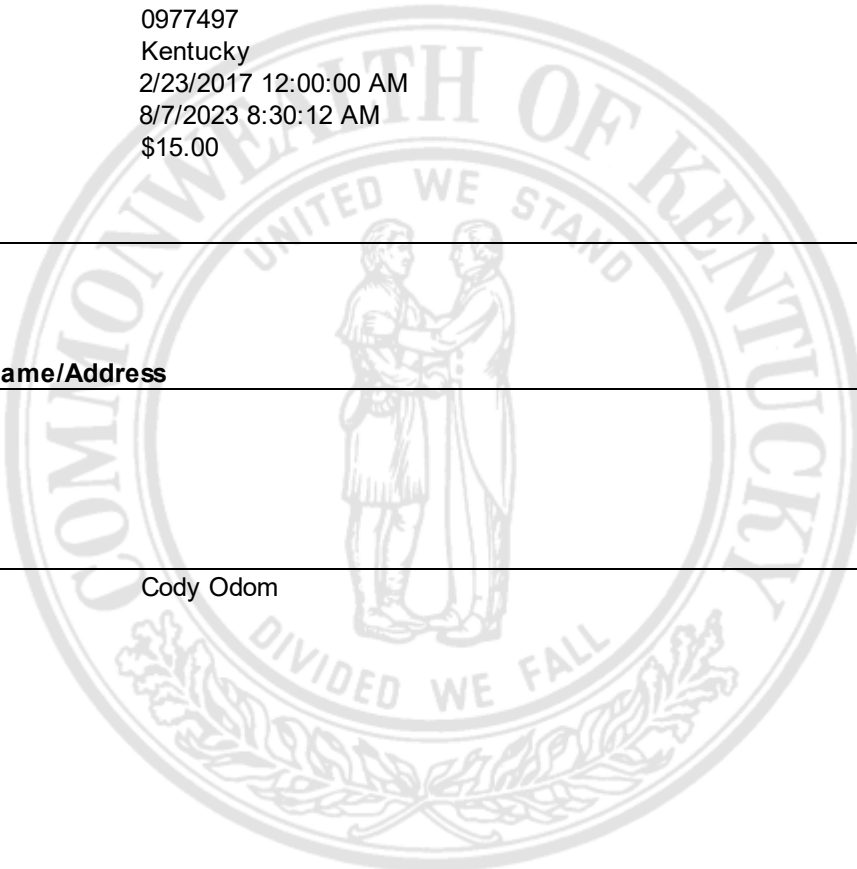 0977497
Kentucky
2/23/2017 12:00:00 AM
8/7/2023 8:30:12 AM
$15.00
COMMONWEALTH OF KENTUCKY
UNITED WE STAND
ame/Address
Cody Odom
DIVIDED WE FALL